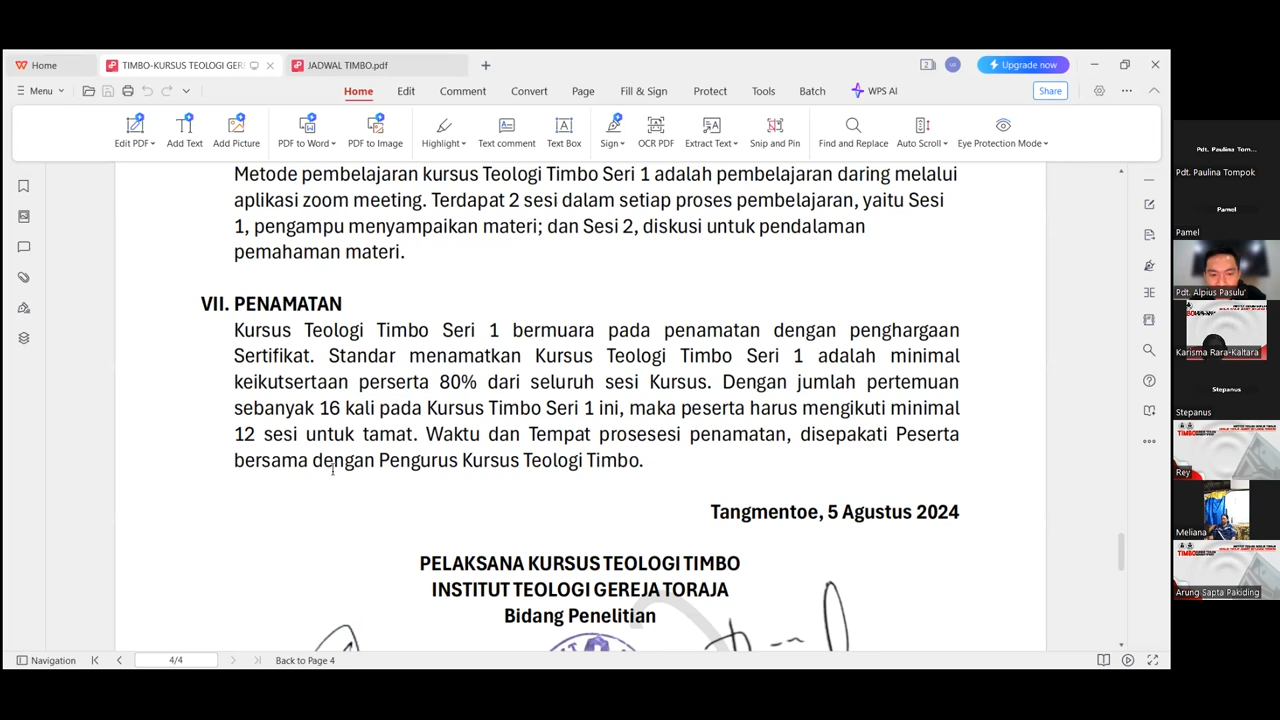 Home
TIMBO-KURSUS TEOLOGI GER
JADWAL TIMBO.pdf
2
Upgrade now
Menu
Home
Edit
Comment
Convert
Page
Fill & Sign
Protect
Tools
Batch
WPS AI
Share
Edit PDF
Add Text
Add Picture
PDF to Word
PDF to Image
Highlight
Text comment
Text Box
Sign
OCR PDF
Extract Text
Snip and Pin
Find and Replace
Auto Scroll
Eye Protection Mode
Metode pembelajaran kursus Teologi Timbo Seri 1 adalah pembelajaran daring melalui
aplikasi zoom meeting. Terdapat 2 sesi dalam setiap proses pembelajaran, yaitu Sesi
1, pengampu menyampaikan materi; dan Sesi 2, diskusi untuk pendalaman
pemahaman materi.
VII. PENAMATAN
Kursus Teologi Timbo Seri 1 bermuara pada penamatan dengan penghargaan
Sertifikat. Standar menamatkan Kursus Teologi Timbo Seri 1 adalah minimal
keikutsertaan perserta 80% dari seluruh sesi Kursus. Dengan jumlah pertemuan
sebanyak 16 kali pada Kursus Timbo Seri 1 ini, maka peserta harus mengikuti minimal
12 sesi untuk tamat. Waktu dan Tempat prosesesi penamatan, disepakati Peserta
bersama dengan Pengurus Kursus Teologi Timbo.
Tangmentoe, 5 Agustus 2024
PELAKSANA KURSUS TEOLOGI TIMBO
INSTITUT TEOLOGI GEREJA TORAJA
Bidang Penelitian
Navigation
4/4
Back to Page 4
Pdt. Paulina Tom...
Pdt. Paulina Tompok
Pamel
Pamel
Pdt. Alpius Pasulu'
Karisma Rara-Kaltara
Stepanus
Stepanus
TIMBO
Rey
Meliana
TIMBO
Arung Sapta Pakiding